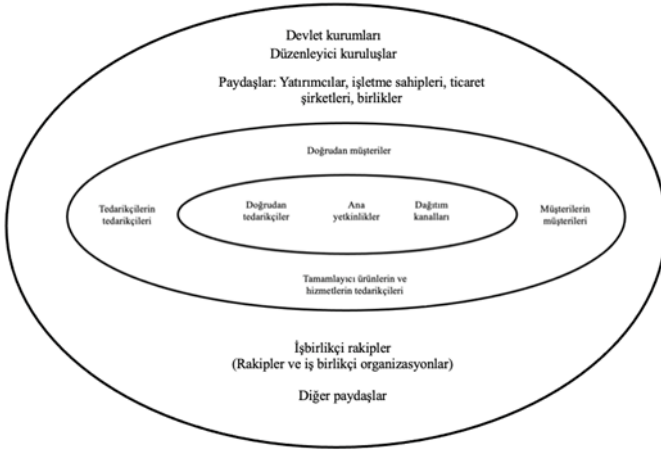 Devlet kurumları
Düzenleyici kuruluşlar
Paydaşlar: Yatırımcılar, işletme sahipleri, ticaret
şirketleri, birlikler
Doğrudan müşteriler
Tedarikçilerin
tedarikçileri
Doğrudan
tedarikçiler
Ana
yetkinlikler
Dağıtım
kanalları
Müşterilerin
müşterileri
Tamamlayıcı ürünlerin ve
hizmetlerin tedarikçileri
İşbirlikçi rakipler
(Rakipler ve iş birlikçi organizasyonlar)
Diğer paydaşlar